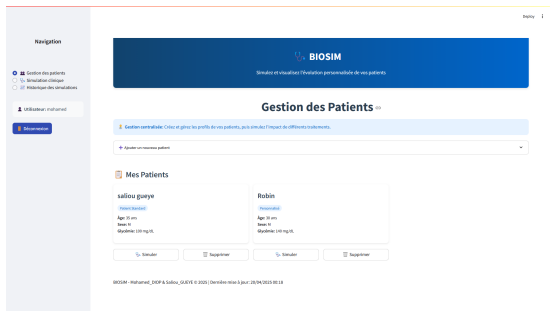 Deploy
Navigation
Gestion des patients
Simulation clinique
Historique des simulations
Utilisateur: mohamed
Déconnexion
BIOSIM
Simulez et visualisez l'évolution personnalisée de vos patients
Gestion des Patients
Gestion centralisée: Créez et gérez les profils de vos patients, puis simulez l'impact de différents traitements.
Ajouter un nouveau patient
Mes Patients
saliou gueye
Patient Standard
Âge: 35 ans
Sexe: M
Glycémie: 100 mg/dL
Robin
Personnalisé
Âge: 30 ans
Sexe: M
Glycémie: 140 mg/dL
Simuler
Supprimer
Simuler
Supprimer
BIOSIM - Mohamed_DIOP & Saliou_GUEYE © 2025 | Dernière mise à jour: 20/04/2025 09:18